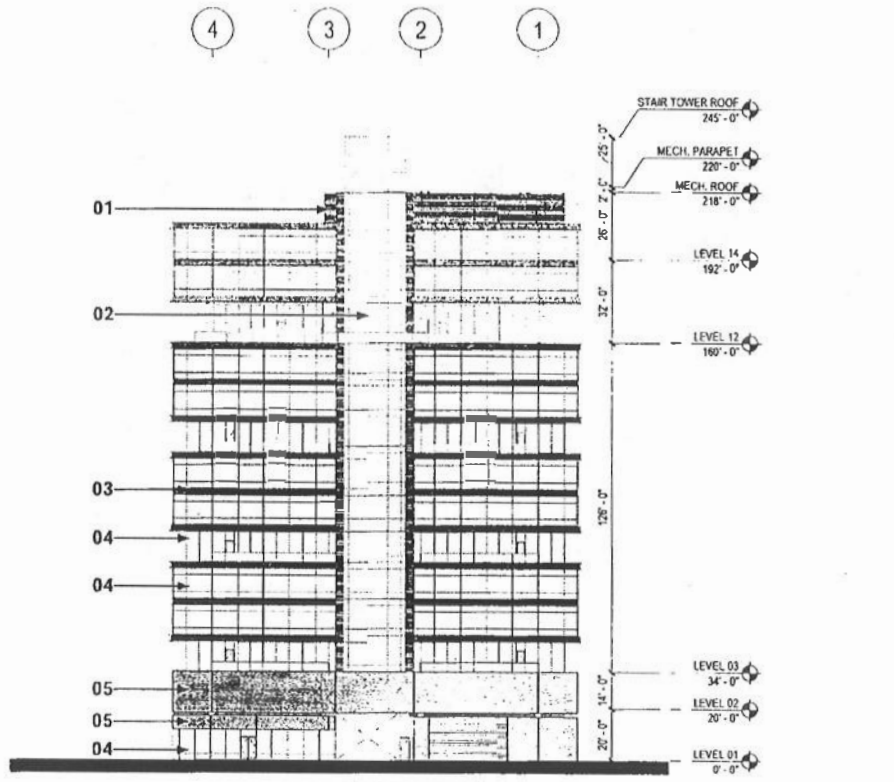 4 3 2 1
STAIR TOWER ROOF
245' - 0"
25' - 0"
MECH. PARAPET
220' - 0"
2' - 0"
MECH. ROOF
218' - 0"
01
26' - 0"
LEVEL 14
192' - 0"
02
32' - 0"
LEVEL 12
160' - 0"
03
126' - 0"
04
04
LEVEL 03
34' - 0"
05
14' - 0"
LEVEL 02
20' - 0"
05
04
20' - 0"
LEVEL 01
0' - 0"